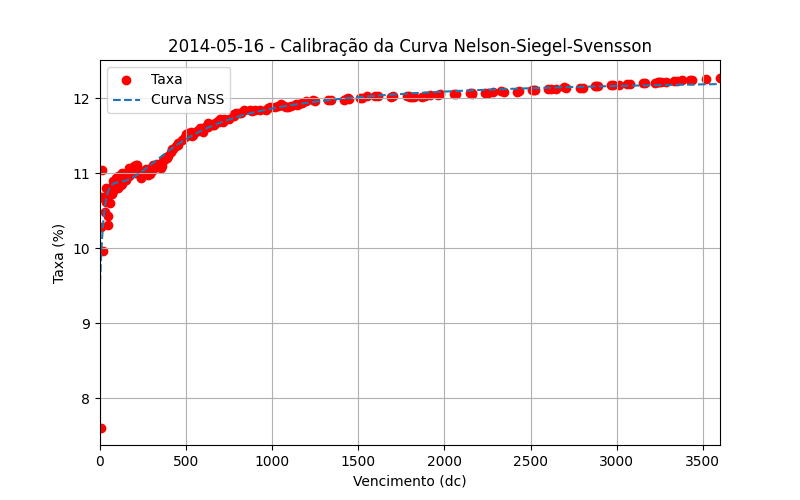 2014-05-16 - Calibração da Curva Nelson-Siegel-Svensson
Taxa
Curva NSS
Taxa (%)
12
11
10
9
8
0 500 1000 1500 2000 2500 3000 3500
Vencimento (dc)